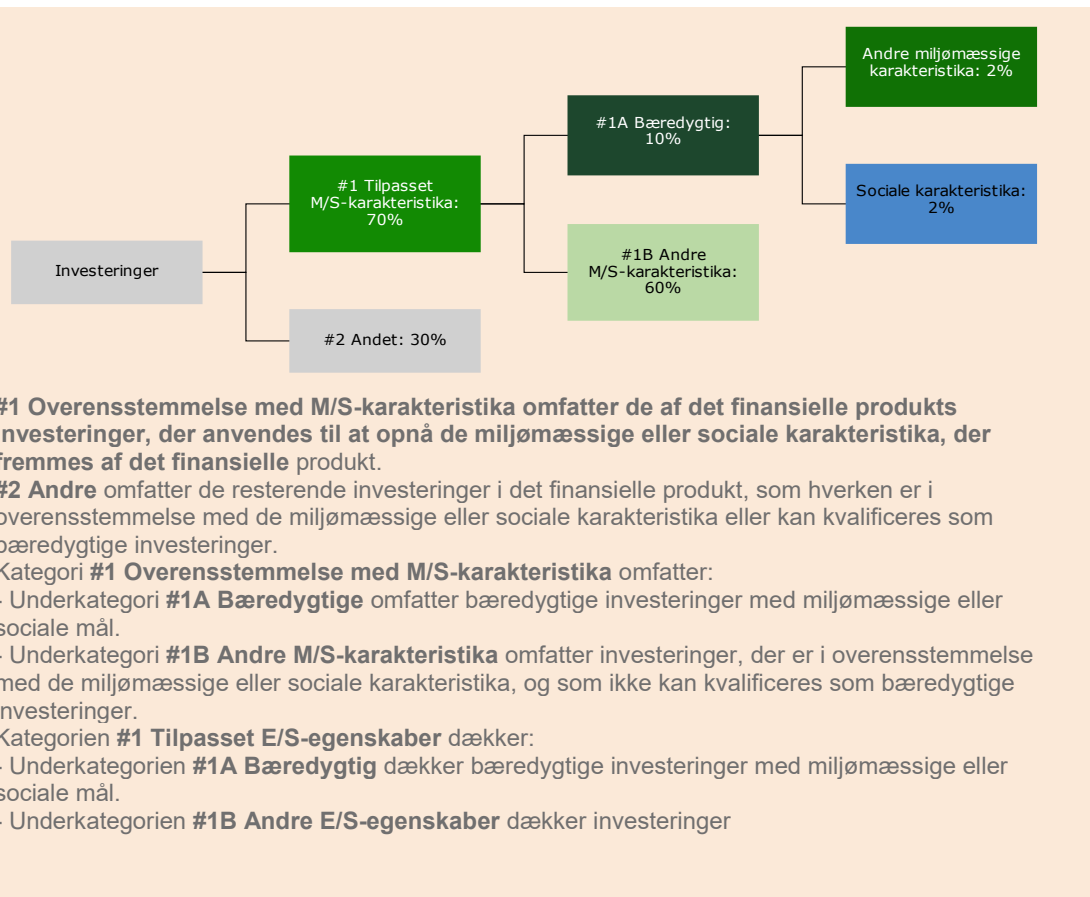 Andre miljømæssige
karakteristika: 2%
#1A Bæredygtig:
10%
#1 Tilpasset
M/S-karakteristika:
70%
Sociale karakteristika:
2%
Investeringer
#1B Andre
M/S-karakteristika:
60%
#2 Andet: 30%
#1 Overensstemmelse med M/S-karakteristika omfatter de af det finansielle produkts
investeringer, der anvendes til at opnå de miljømæssige eller sociale karakteristika, der
fremmes af det finansielle produkt.
#2 Andre omfatter de resterende investeringer i det finansielle produkt, som hverken er i
overensstemmelse med de miljømæssige eller sociale karakteristika eller kan kvalificeres som
bæredygtige investeringer.
Kategori #1 Overensstemmelse med M/S-karakteristika omfatter:
- Underkategori #1A Bæredygtige omfatter bæredygtige investeringer med miljømæssige eller
sociale mål.
- Underkategori #1B Andre M/S-karakteristika omfatter investeringer, der er i overensstemmelse
med de miljømæssige eller sociale karakteristika, og som ikke kan kvalificeres som bæredygtige
investeringer.
Kategorien #1 Tilpasset E/S-egenskaber dækker:
- Underkategorien #1A Bæredygtig dækker bæredygtige investeringer med miljømæssige eller
sociale mål.
- Underkategorien #1B Andre E/S-egenskaber dækker investeringer